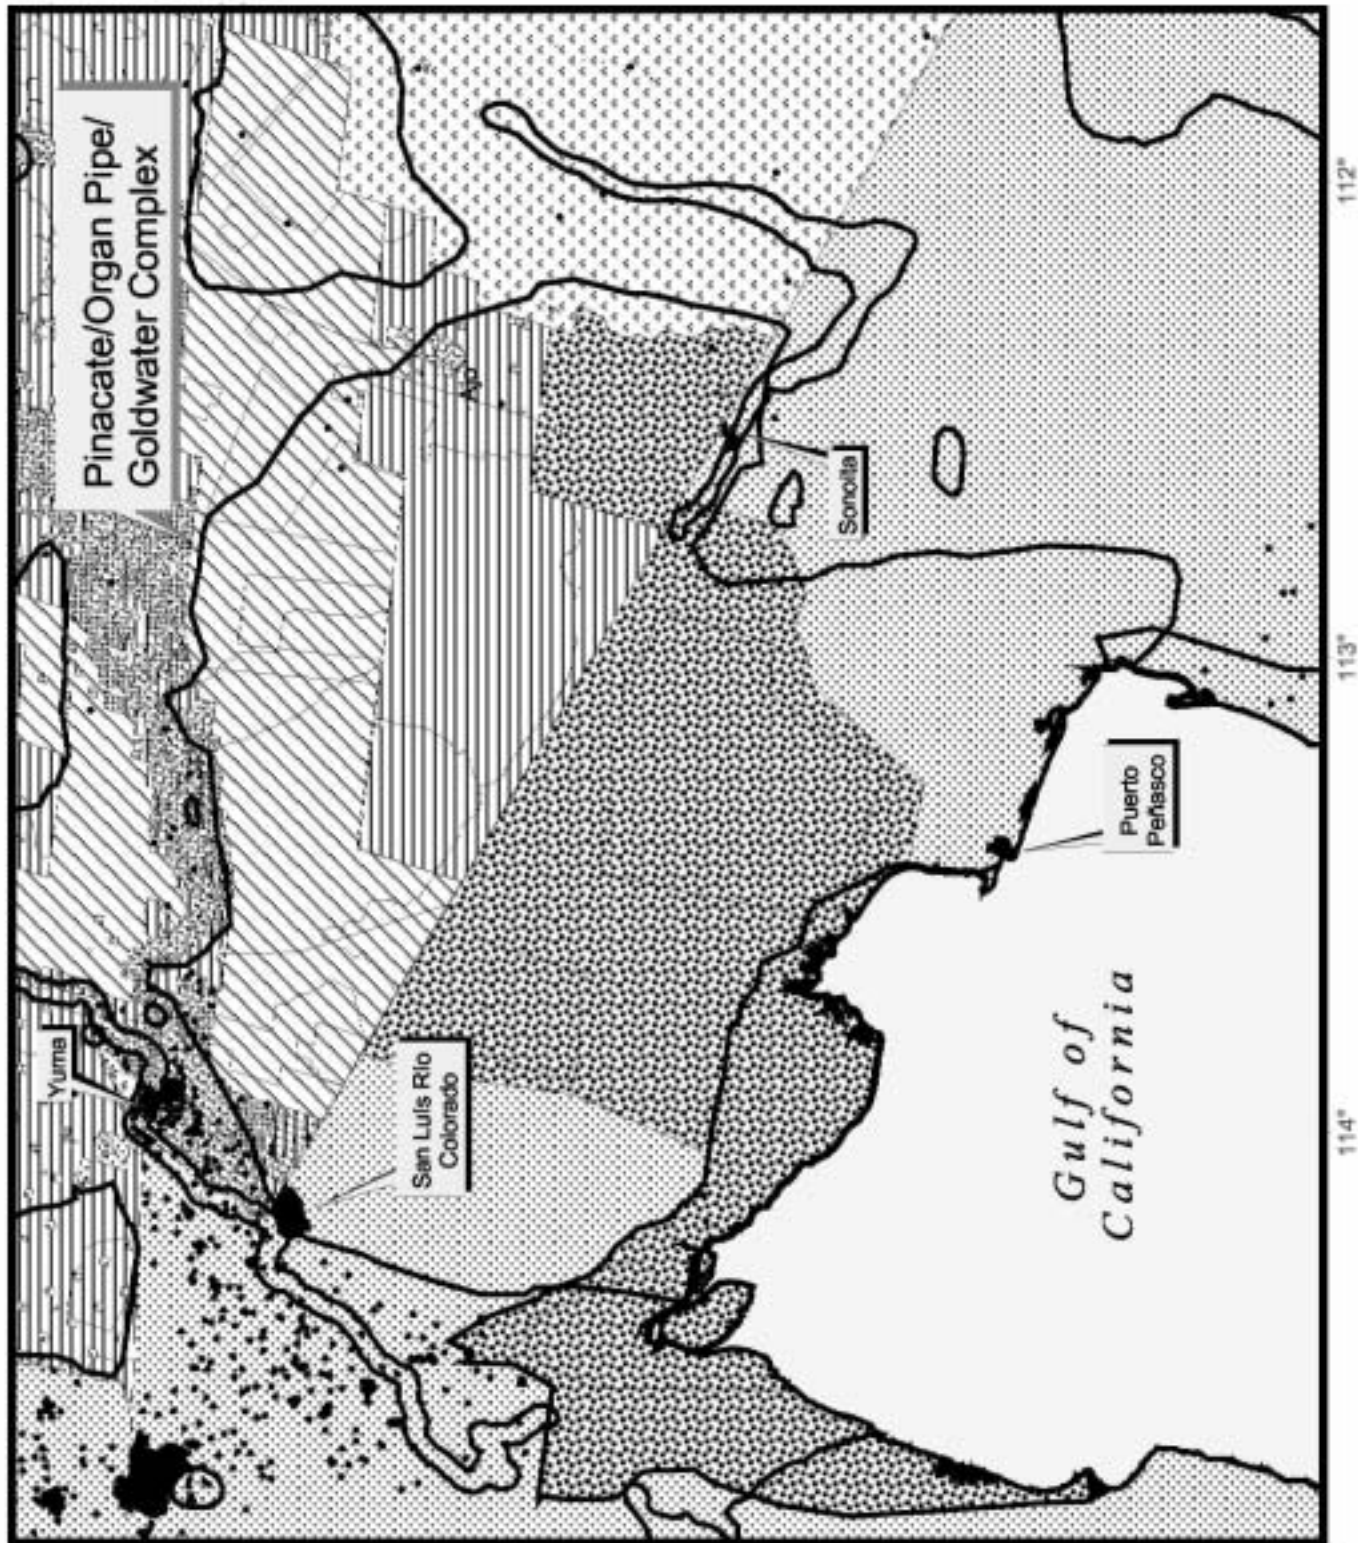 Pinacate/Organ Pipe/
Goldwater Complex
Yuma
San Luis Río
Colorado
Ajo
Sonoita
Puerto
Peñasco
Gulf of
California
114°
113°
112°